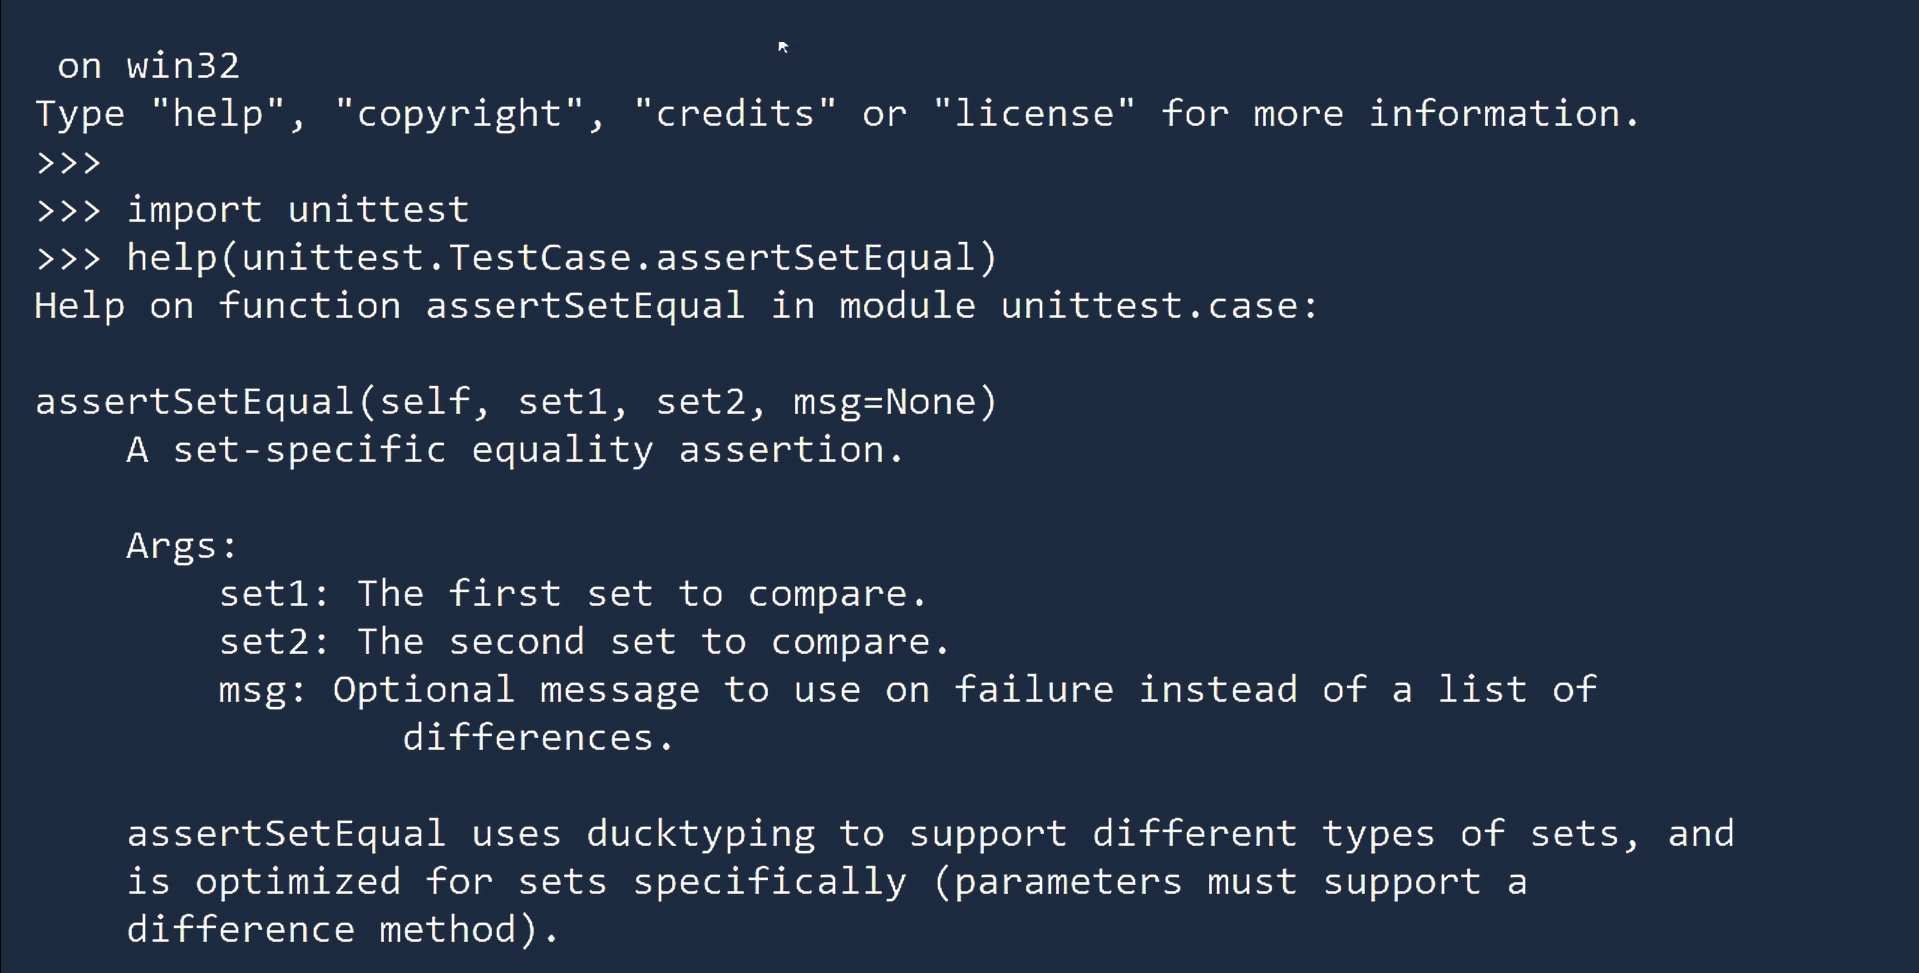 on win32
Type "help", "copyright", "credits" or "license" for more information.
>>>
>>> import unittest
>>> help(unittest.TestCase.assertSetEqual)
Help on function assertSetEqual in module unittest.case:
assertSetEqual(self, set1, set2, msg=None)
A set-specific equality assertion.
Args:
set1: The first set to compare.
set2: The second set to compare.
msg: Optional message to use on failure instead of a list of
differences.
assertSetEqual uses ducktyping to support different types of sets, and
is optimized for sets specifically (parameters must support a
difference method).